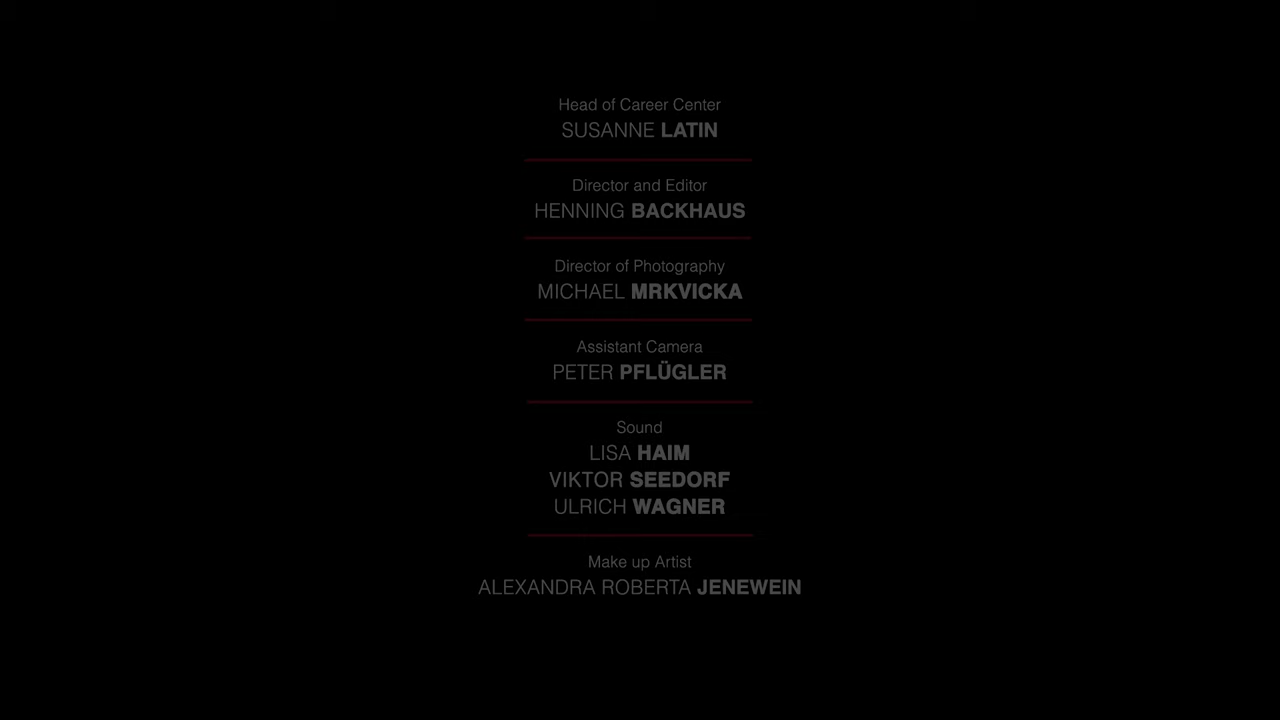 Head of Career Center
SUSANNE LATIN
Director and Editor
HENNING BACKHAUS
Director of Photography
MICHAEL MRKVICKA
Assistant Camera
PETER PFLÜGLER
Sound
LISA HAIM
VIKTOR SEEDORF
ULRICH WAGNER
Make up Artist
ALEXANDRA ROBERTA JENEWEIN